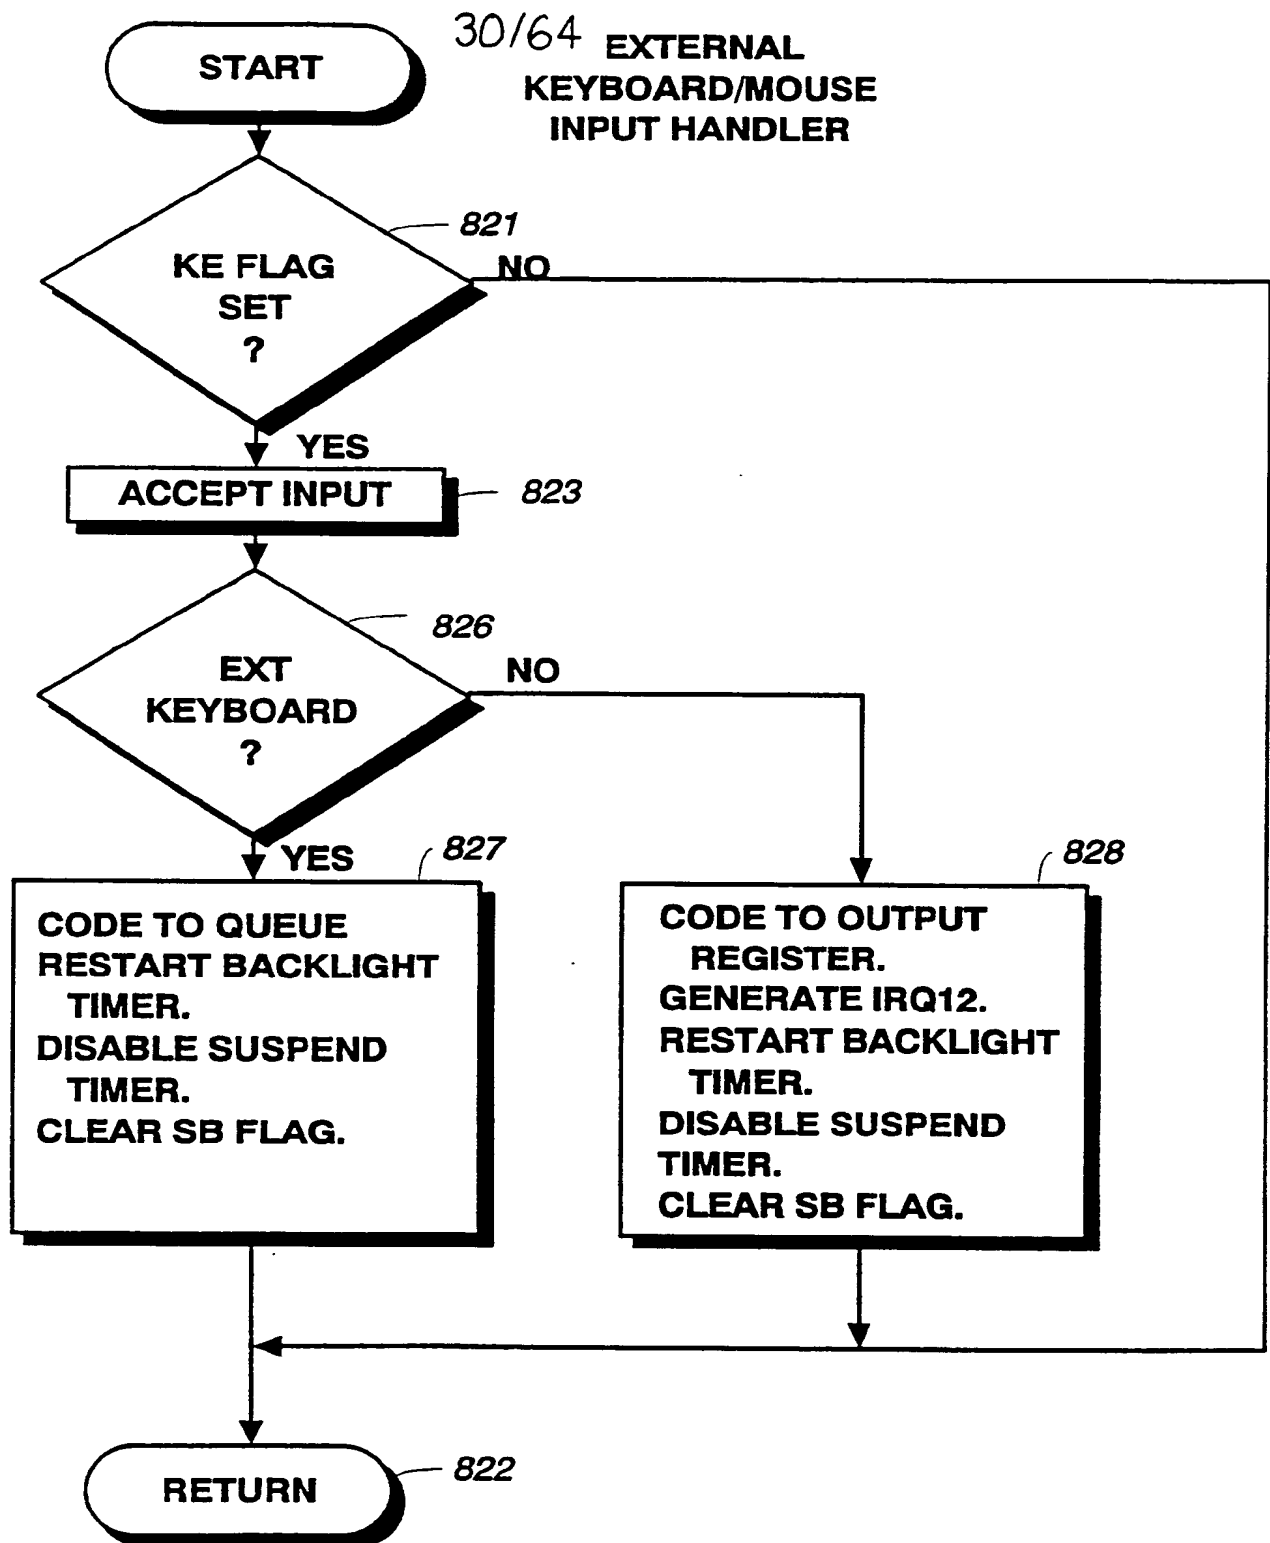 30/64
EXTERNAL
KEYBOARD/MOUSE
INPUT HANDLER
START
821
KE FLAG
SET
?
NO
YES
ACCEPT INPUT
823
826
EXT
KEYBOARD
?
NO
YES
827
CODE TO QUEUE
RESTART BACKLIGHT
TIMER.
DISABLE SUSPEND
TIMER.
CLEAR SB FLAG.
828
CODE TO OUTPUT
REGISTER.
GENERATE IRQ12.
RESTART BACKLIGHT
TIMER.
DISABLE SUSPEND
TIMER.
CLEAR SB FLAG.
RETURN
822